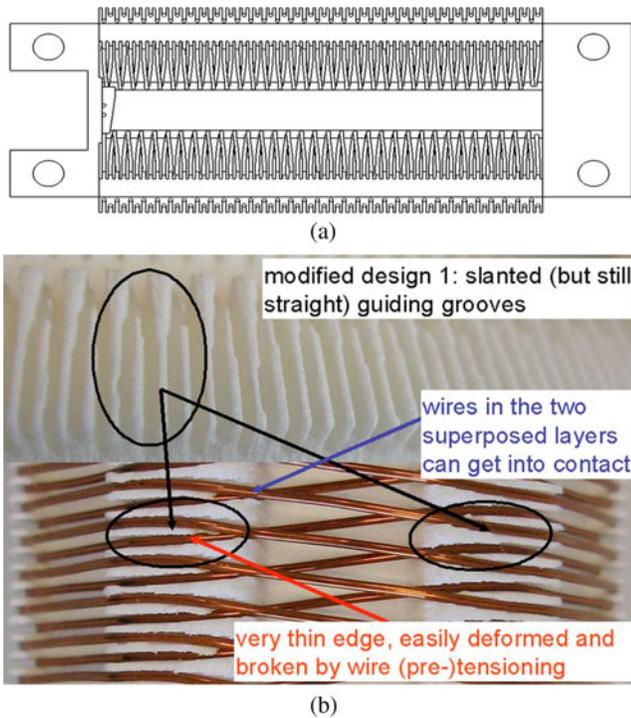 (a)
modified design 1: slanted (but still
straight) guiding grooves
wires in the two
superposed layers
can get into contact
very thin edge, easily deformed and
broken by wire (pre-)tensioning
(b)